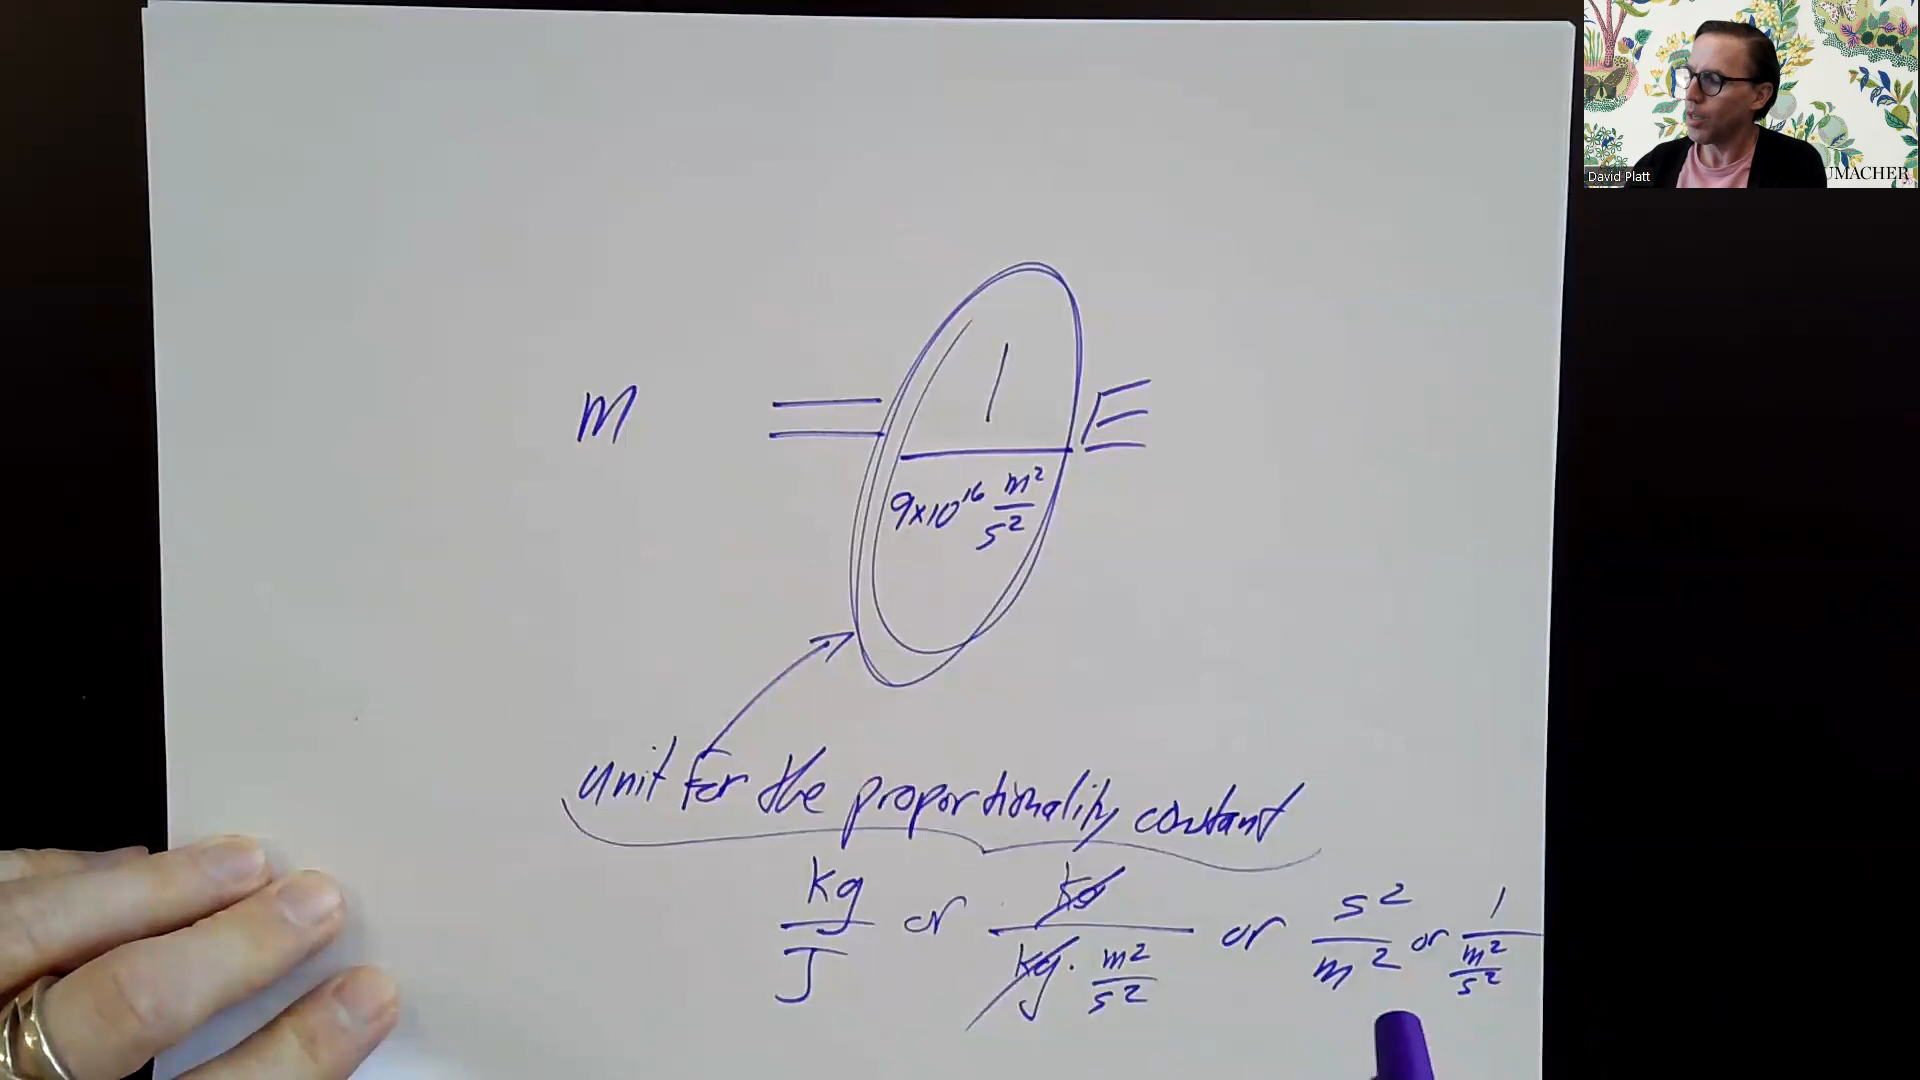 m = 1 / 9x10^16 m²/s² E
unit for the proportionality constant
kg/J or kg/kg · m²/s² or s²/m² or 1/m²/s²
David Platt
UMACHER